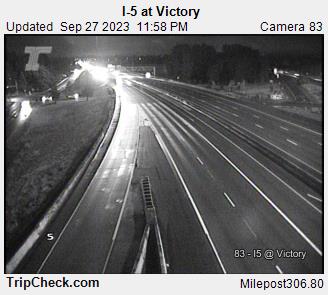 I-5 at Victory
Updated Sep 27 2023 11:58 PM Camera 83
T
S
83 - I5 @ Victory
TripCheck.com Milepost306.80